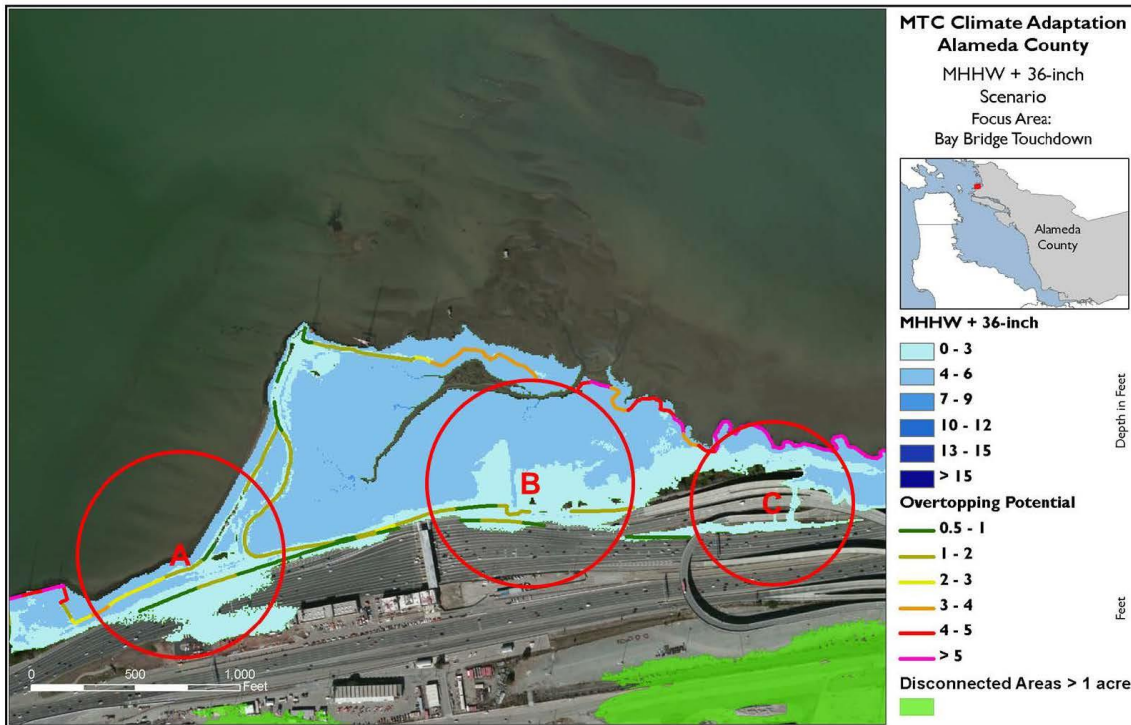 MTC Climate Adaptation
Alameda County
MHHW + 36-inch
Scenario
Focus Area:
Bay Bridge Touchdown
Alameda
County
MHHW + 36-inch
0 - 3
4 - 6
7 - 9
10 - 12
13 - 15
> 15
Depth in Feet
Overtopping Potential
0.5 - 1
1 - 2
2 - 3
3 - 4
4 - 5
> 5
Feet
Disconnected Areas > 1 acre
A
B
C
0 500 1,000
Feet